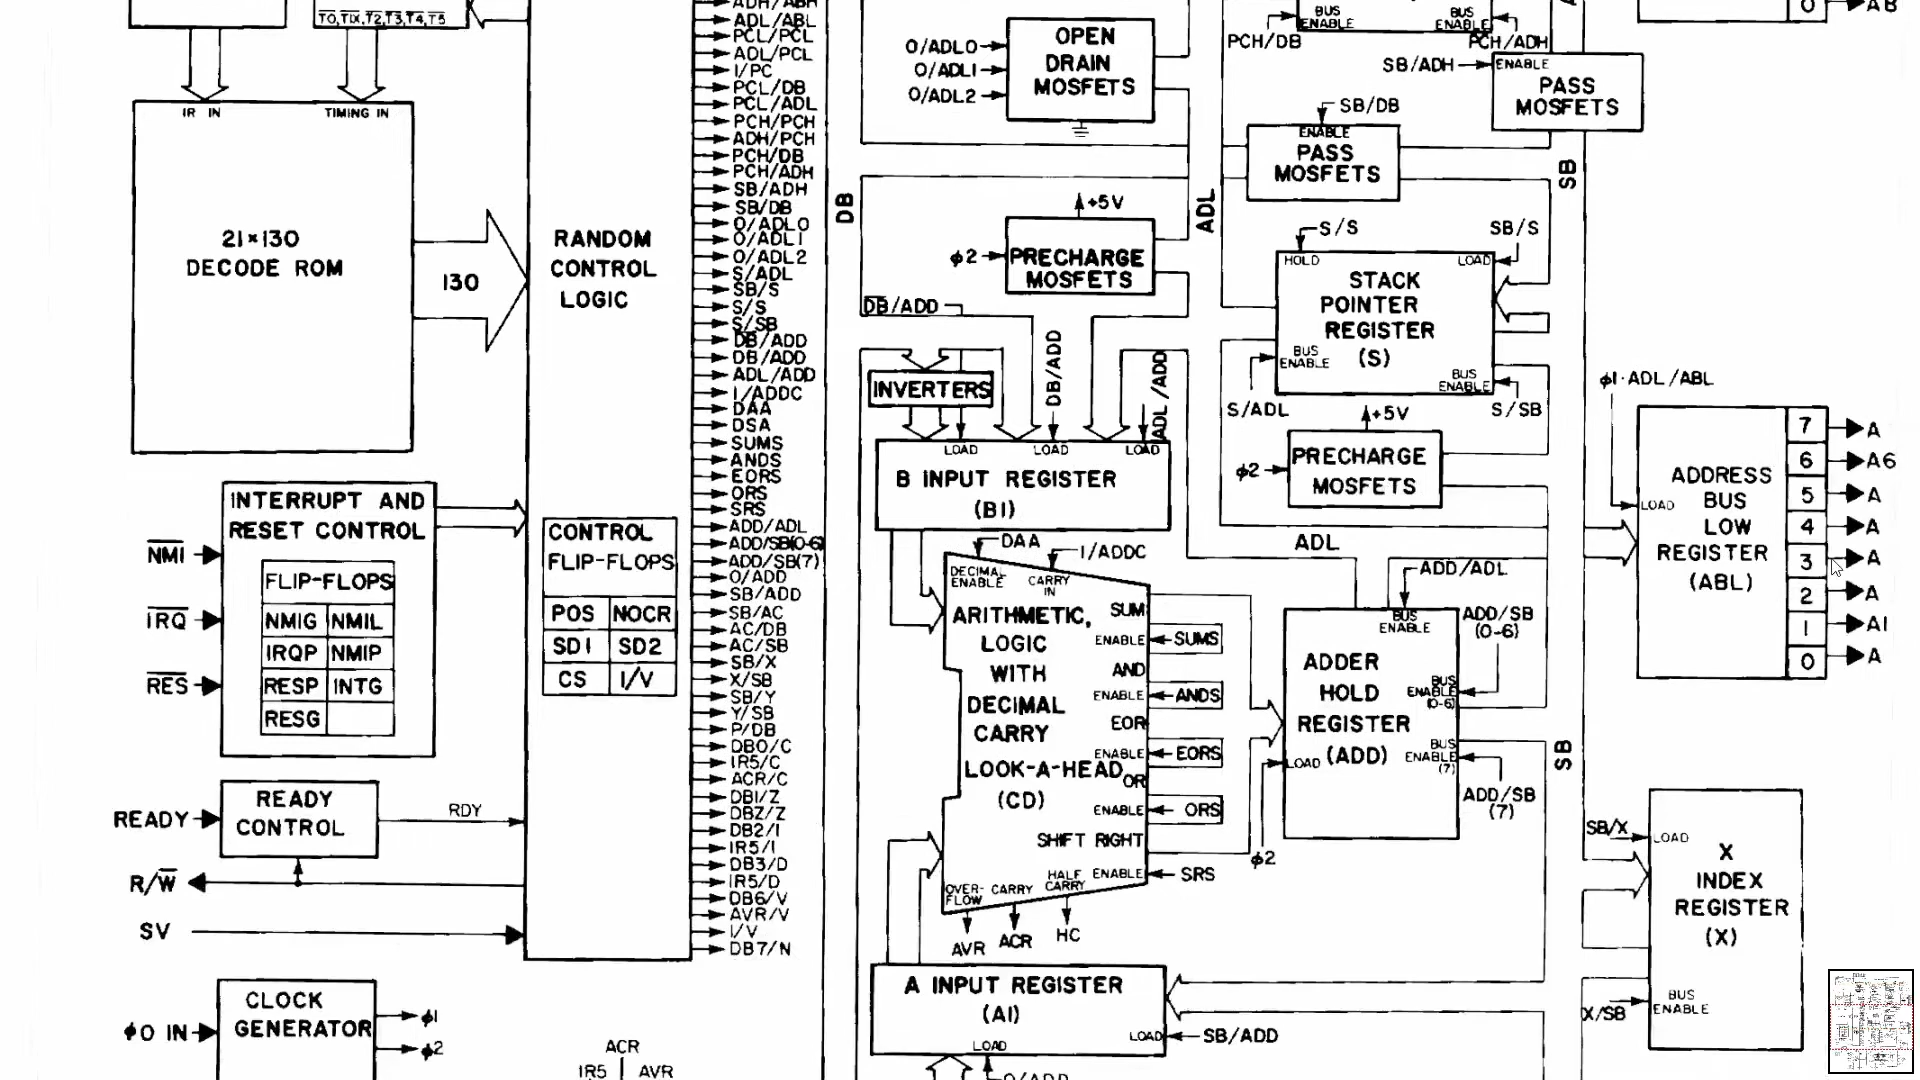 T0,T1X,T2,T3,T4,T5
IR IN
TIMING IN
21×130
DECODE ROM
130
RANDOM
CONTROL
LOGIC
INTERRUPT AND
RESET CONTROL
FLIP-FLOPS
NMIG NMIL
IRQP NMIP
RESP INTG
RESG
NMI
IRQ
RES
CONTROL
FLIP-FLOPS
POS NOCR
SD1 SD2
CS I/V
READY
READY
CONTROL
RDY
R/W
SV
CLOCK
GENERATOR
φ0 IN
φ1
φ2
ACR
IR5 AVR
ADH/ABH
ADL/ABL
PCL/PCL
ADL/PCL
I/PC
PCL/DB
PCL/ADL
PCH/PCH
ADH/PCH
PCH/DB
PCH/ADH
SB/ADH
SB/DB
O/ADL0
O/ADL1
O/ADL2
S/ADL
SB/S
S/S
S/SB
DB/ADD
DB/ADD
ADL/ADD
I/ADDC
DAA
DSA
SUMS
ANDS
EORS
ORS
SRS
ADD/ADL
ADD/SB(0-6)
ADD/SB(7)
O/ADD
SB/ADD
SB/AC
AC/DB
AC/SB
SB/X
X/SB
SB/Y
Y/SB
P/DB
DB0/C
IR5/C
ACR/C
DB1/Z
DBZ/Z
DB2/I
IR5/I
DB3/D
IR5/D
DB6/V
AVR/V
I/V
DB7/N
DB
O/ADL0
O/ADL1
O/ADL2
OPEN
DRAIN
MOSFETS
+5V
φ2
PRECHARGE
MOSFETS
ADL
DB/ADD
INVERTERS
DB/ADD
ADL/ADD
LOAD
LOAD
LOAD
B INPUT REGISTER
(BI)
DAA
I/ADDC
DECIMAL
ENABLE
CARRY
IN
ARITHMETIC,
LOGIC
WITH
DECIMAL
CARRY
LOOK-A-HEAD
(CD)
SUM
ENABLE
SUMS
AND
ENABLE
ANDS
EOR
ENABLE
EORS
OR
ENABLE
ORS
SHIFT RIGHT
ENABLE
SRS
OVER-
FLOW
CARRY
HALF
CARRY
AVR
ACR
HC
A INPUT REGISTER
(AI)
LOAD
SB/ADD
LOAD
O/ADD
BUS
ENABLE
BUS
ENABLE
PCH/DB
PCH/ADH
SB/ADH
ENABLE
PASS
MOSFETS
SB/DB
ENABLE
PASS
MOSFETS
SB
S/S
SB/S
HOLD
LOAD
STACK
POINTER
REGISTER
(S)
BUS
ENABLE
BUS
ENABLE
S/ADL
S/SB
+5V
φ2
PRECHARGE
MOSFETS
ADL
ADD/ADL
BUS
ENABLE
ADDER
HOLD
REGISTER
(ADD)
ADD/SB
(0-6)
BUS
ENABLE
(0-6)
BUS
ENABLE
(7)
ADD/SB
(7)
LOAD
φ2
SB
φ1·ADL/ABL
LOAD
ADDRESS
BUS
LOW
REGISTER
(ABL)
0 A8
7 A
6 A6
5 A
4 A
3 A
2 A
1 A1
0 A
SB/X
LOAD
X
INDEX
REGISTER
(X)
X/SB
BUS
ENABLE